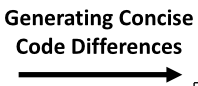 Generating Concise
Code Differences